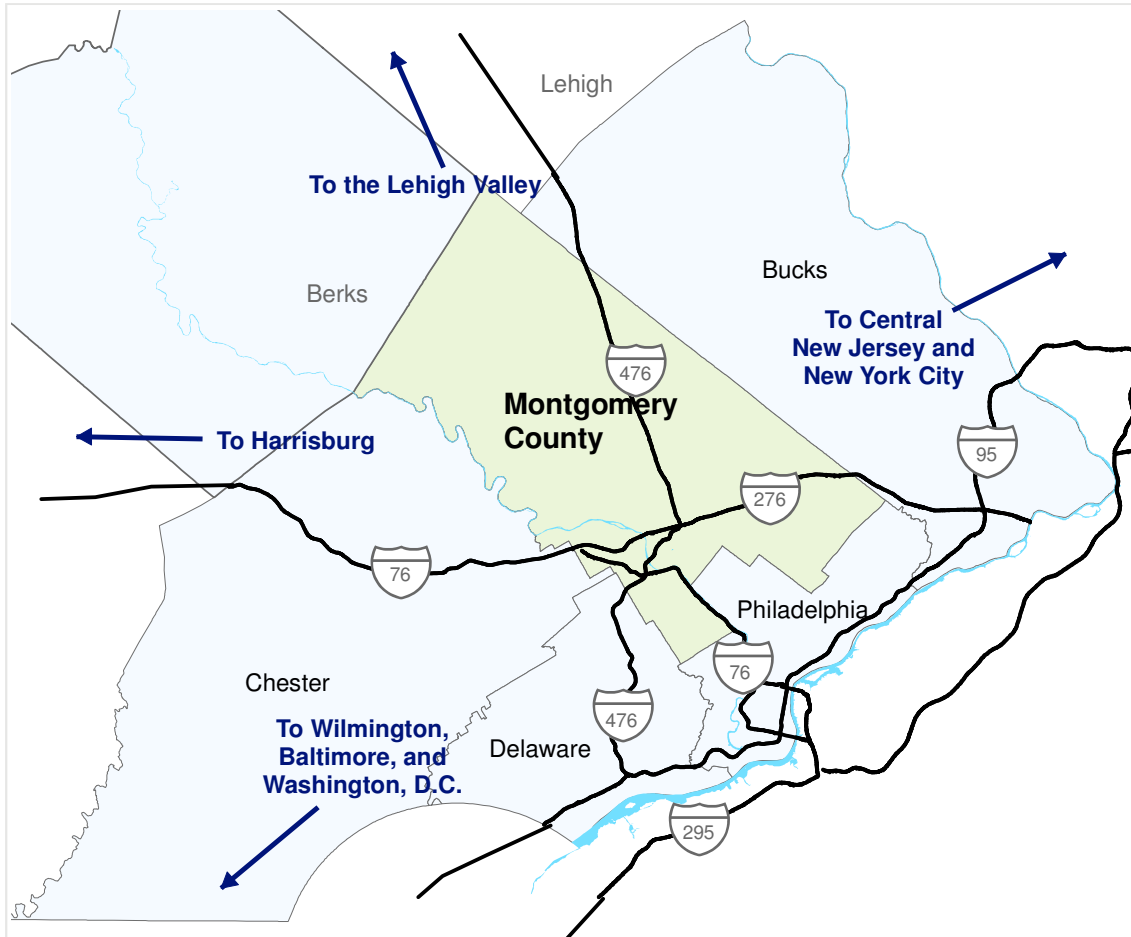 Lehigh
To the Lehigh Valley
Bucks
Berks
To Central
New Jersey and
New York City
476
Montgomery
County
To Harrisburg
95
276
76
Philadelphia
76
Chester
476
To Wilmington,
Baltimore, and
Washington, D.C.
Delaware
295